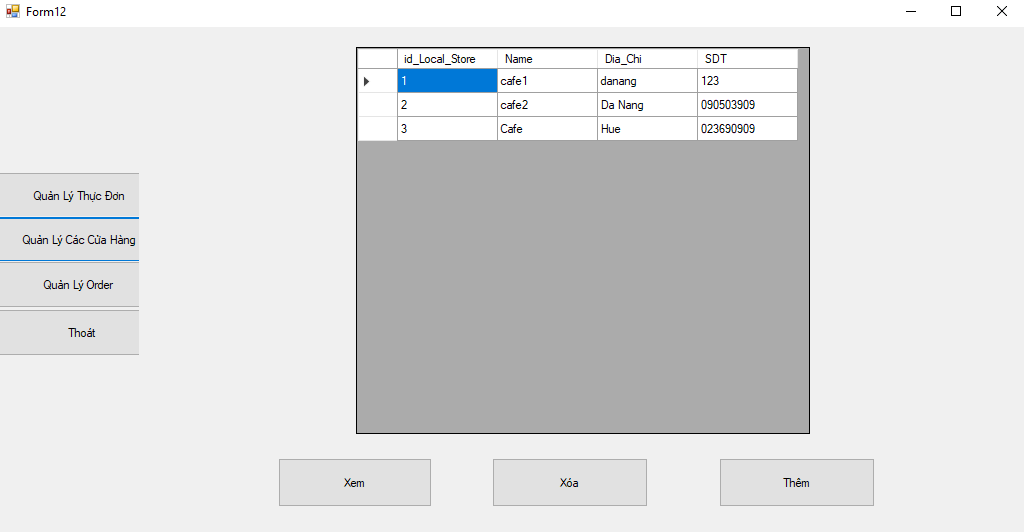 Form12
id_Local_Store Name Dia_Chi SDT
1 cafe1 danang 123
2 cafe2 Da Nang 090503909
3 Cafe Hue 023690909
Quản Lý Thực Đơn
Quản Lý Các Cửa Hàng
Quản Lý Order
Thoát
Xem Xóa Thêm